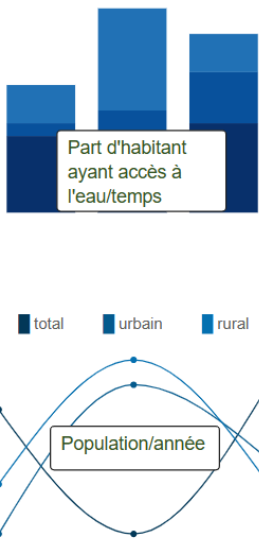 Part d'habitant
ayant accès à
l'eau/temps
total urbain rural
Population/année